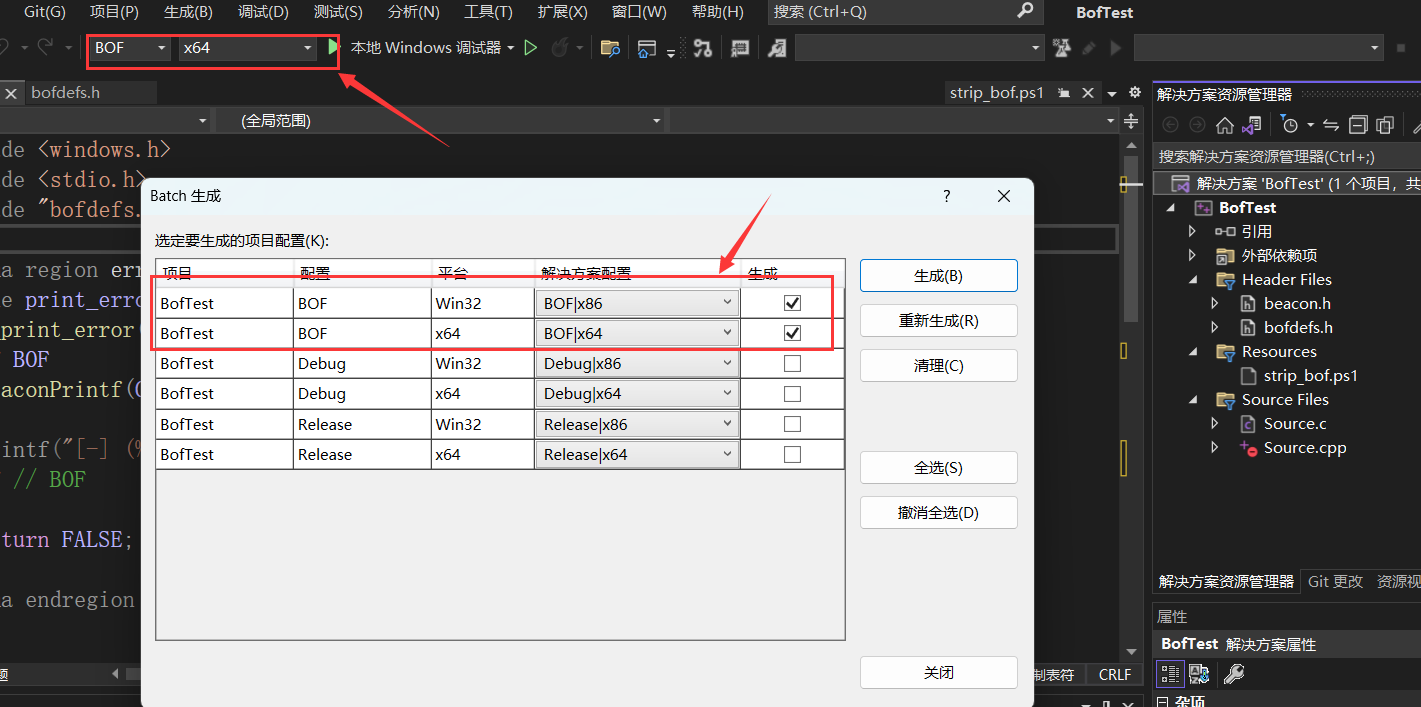 Git(G) 项目(P) 生成(B) 调试(D) 测试(S) 分析(N) 工具(T) 扩展(X) 窗口(W) 帮助(H) 搜索 (Ctrl+Q) BofTest
BOF x64 本地 Windows 调试器
bofdefs.h strip_bof.ps1
(全局范围)
de <windows.h>
de <stdio.h>
de "bofdefs.
a region err
e print_erro
print_error(
BOF
aconPrintf(
intf("[-] (%
// BOF
turn FALSE;
a endregion
Batch 生成 ?
选定要生成的项目配置(K):
项目 配置 平台 解决方案配置 生成
BofTest BOF Win32 BOF|x86
BofTest BOF x64 BOF|x64
BofTest Debug Win32 Debug|x86
BofTest Debug x64 Debug|x64
BofTest Release Win32 Release|x86
BofTest Release x64 Release|x64
生成(B)
重新生成(R)
清理(C)
全选(S)
撤消全选(D)
关闭
解决方案资源管理器
搜索解决方案资源管理器(Ctrl+;)
解决方案 'BofTest' (1 个项目，共
BofTest
引用
外部依赖项
Header Files
beacon.h
bofdefs.h
Resources
strip_bof.ps1
Source Files
Source.c
Source.cpp
解决方案资源管理器 Git 更改 资源视
属性
BofTest 解决方案属性
杂项
题 制表符 CRLF